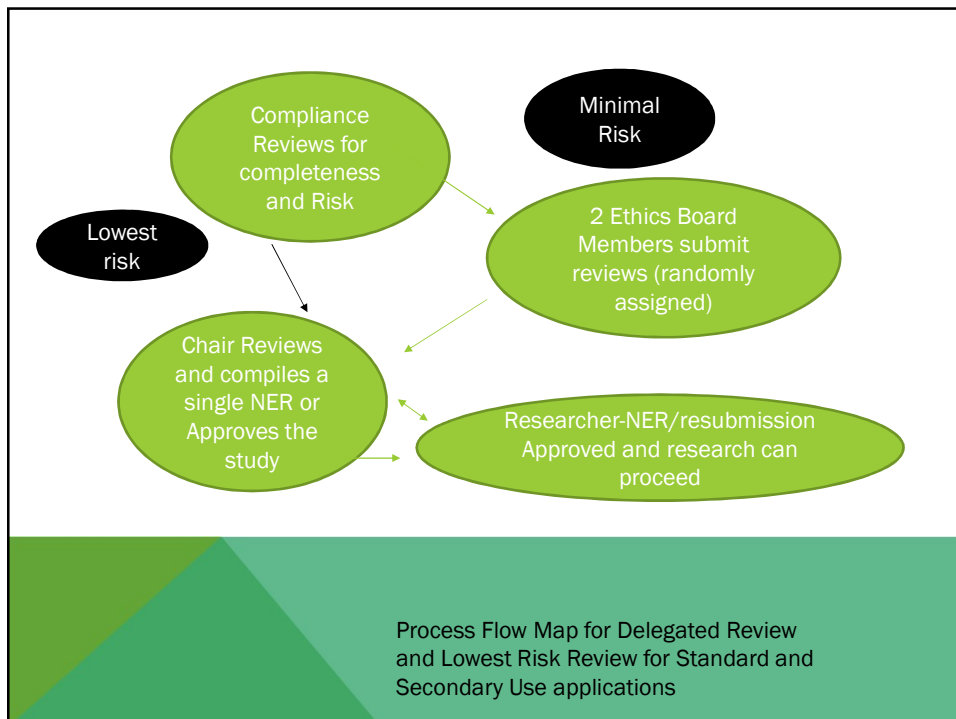 Compliance
Reviews for
completeness
and Risk
Minimal
Risk
Lowest
risk
2 Ethics Board
Members submit
reviews (randomly
assigned)
Chair Reviews
and compiles a
single NER or
Approves the
study
Researcher-NER/resubmission
Approved and research can
proceed
Process Flow Map for Delegated Review
and Lowest Risk Review for Standard and
Secondary Use applications